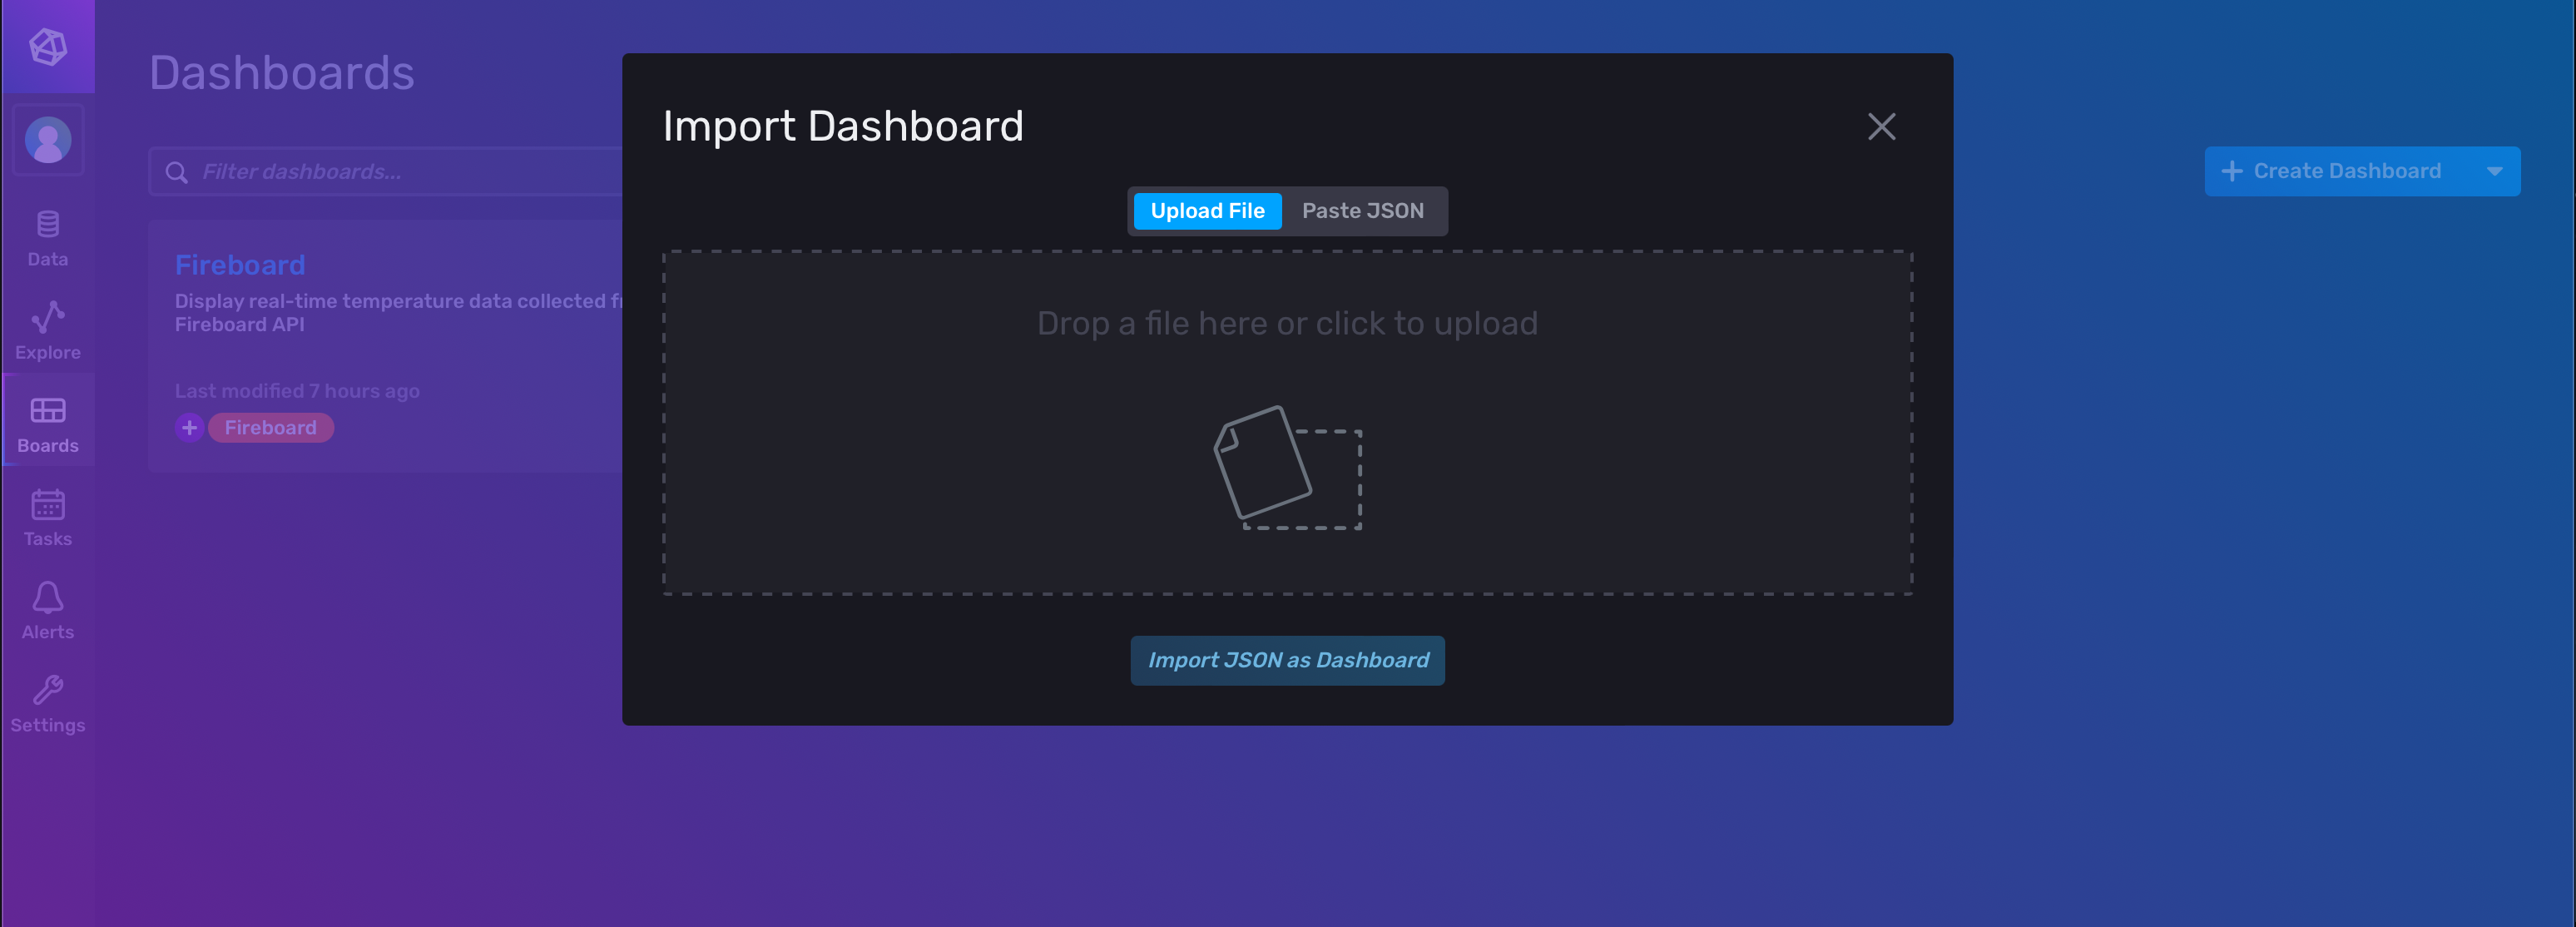 Dashboards
Filter dashboards...
Create Dashboard
Data
Explore
Boards
Tasks
Alerts
Settings
Fireboard
Display real-time temperature data collected
Fireboard API
Last modified 7 hours ago
Fireboard
Import Dashboard
Upload File Paste JSON
Drop a file here or click to upload
Import JSON as Dashboard